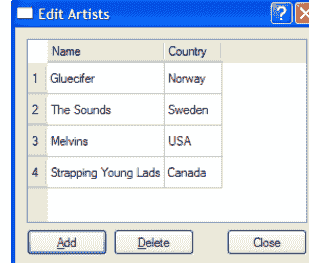 Edit Artists
Name Country
1 Gluecifer Norway
2 The Sounds Sweden
3 Melvins USA
4 Strapping Young Lads Canada
Add Delete Close